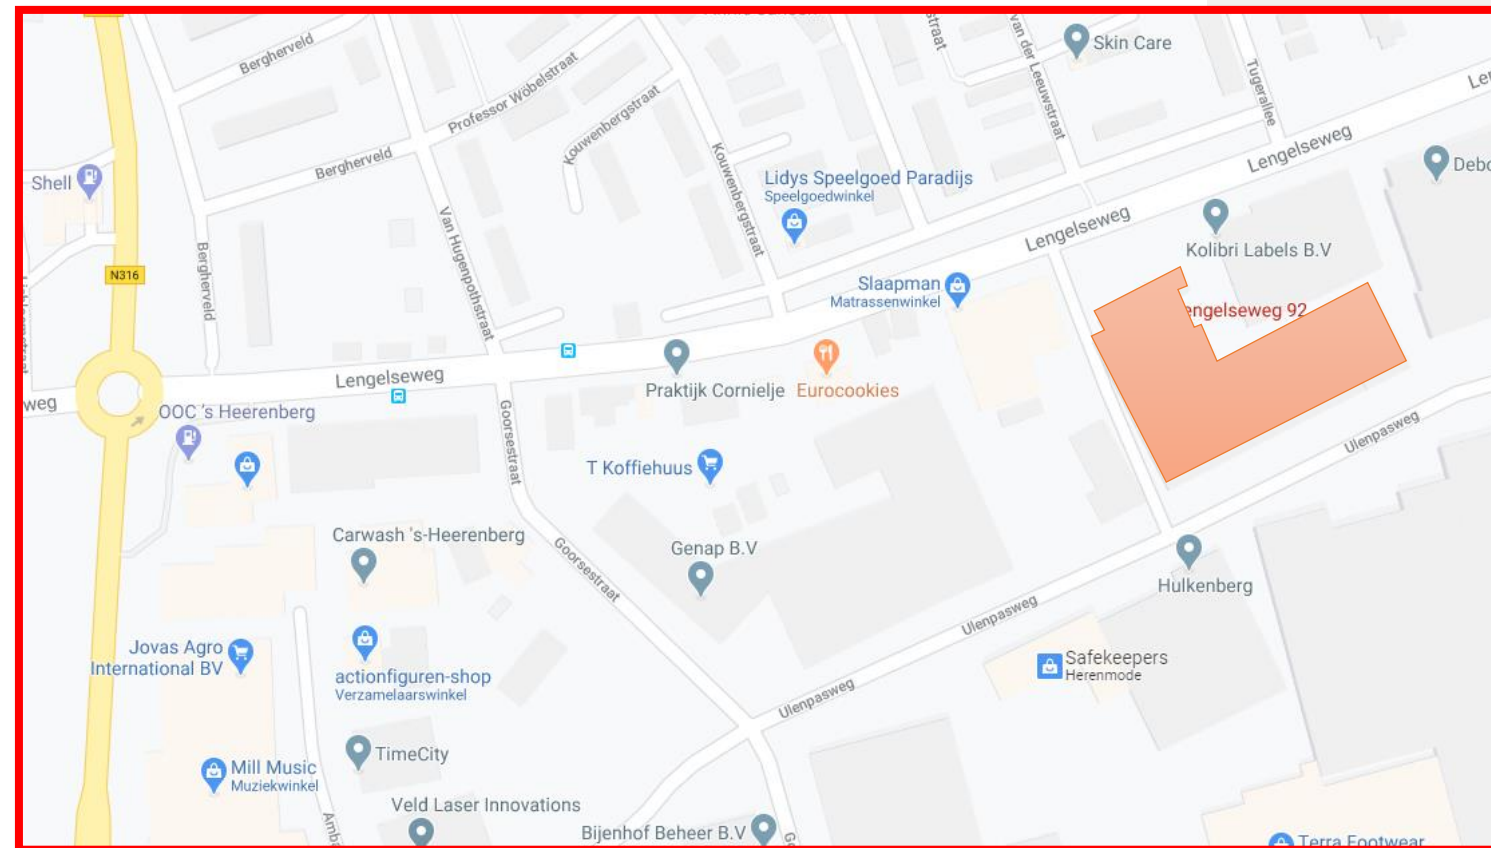 Skin Care
straat
van der Leeuwstraat
Tugerallee
Bergherveld
Professor Wöbelstraat
Kouwenbergstraat
Lengelseweg
Bergherveld
Kouwenbergstraat
Shell
Lidys Speelgoed Paradijs
Speelgoedwinkel
Van Hugenpothstraat
Lengelseweg
Kolibri Labels B.V
N316
Bergherveld
Slaapman
Matrassenwinkel
engelseweg 92
Lengelseweg
Praktijk Cornielje
Eurocookies
weg
OOC 's Heerenberg
Goorsestraat
Ulenpasweg
T Koffiehuus
Carwash 's-Heerenberg
Goorsestraat
Genap B.V
Hulkenberg
Ulenpasweg
Jovas Agro
International BV
actionfiguren-shop
Verzamelaarswinkel
Safekeepers
Herenmode
Ulenpasweg
TimeCity
Mill Music
Muziekwinkel
Veld Laser Innovations
Bijenhof Beheer B.V
Terra Footwear